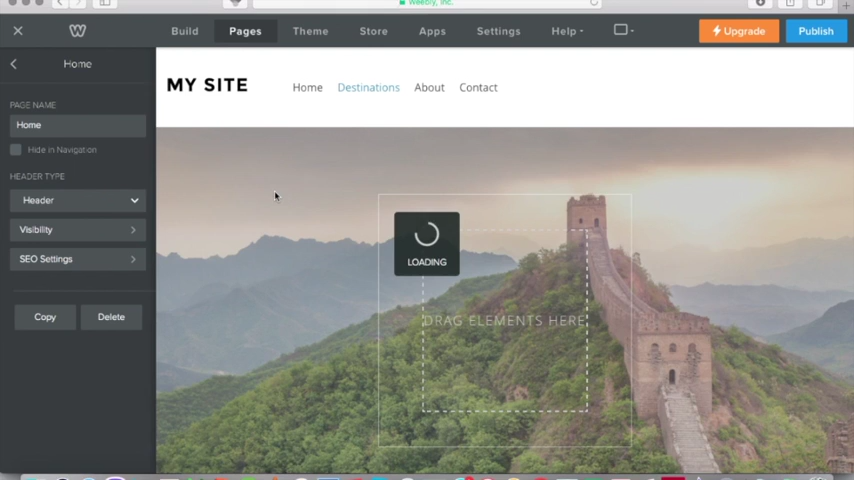 Weebly, Inc.
Build Pages Theme Store Apps Settings Help Upgrade Publish
Home
MY SITE Home Destinations About Contact
PAGE NAME
Home
Hide in Navigation
HEADER TYPE
Header
Visibility
SEO Settings
LOADING
Copy Delete
DRAG ELEMENTS HERE